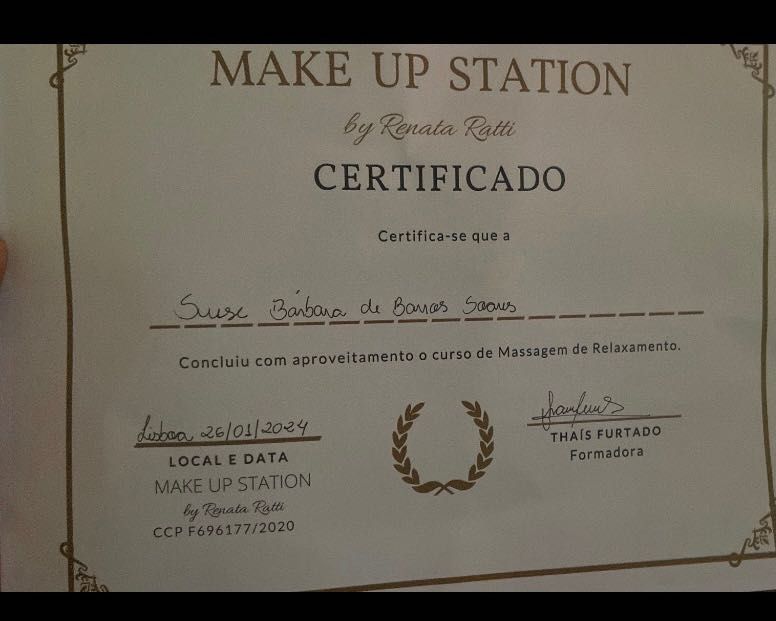 MAKE UP STATION
by Renata Ratti
CERTIFICADO
Certifica-se que a
Suse Bárbara de Barros Soares
Concluiu com aproveitamento o curso de Massagem de Relaxamento.
Lisboa 26/01/2024
LOCAL E DATA
MAKE UP STATION
by Renata Ratti
CCP F696177/2020
THAÍS FURTADO
Formadora